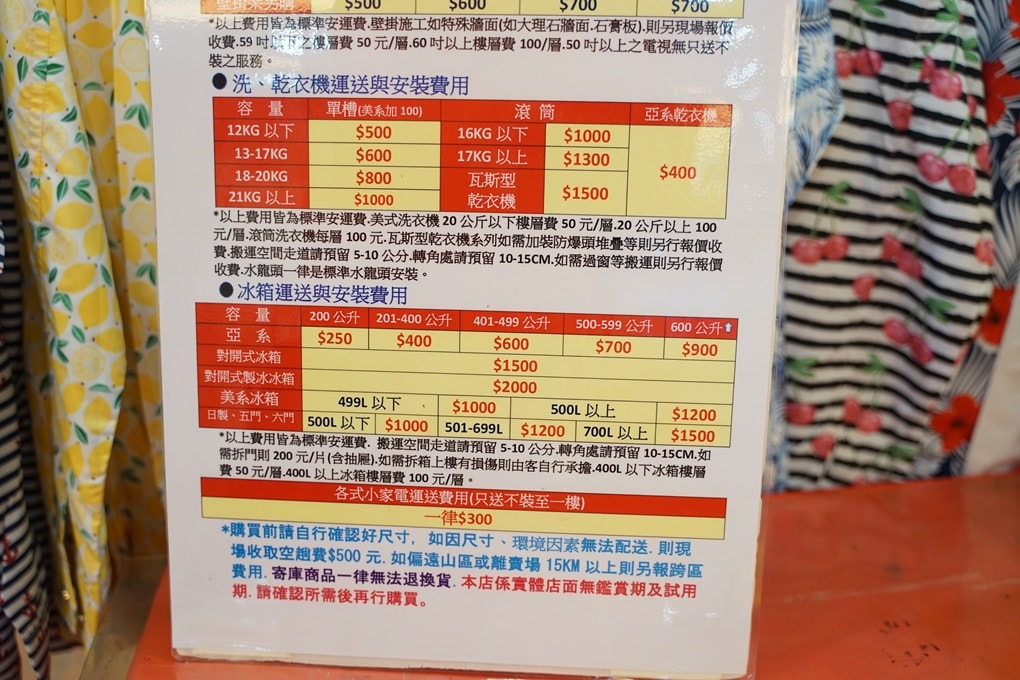 壁掛架另購 $500 $600 $700 $700
*以上費用皆為標準安運費.壁掛施工如特殊牆面(如大理石牆面.石膏板).則另現場報價
收費.59 吋以下之樓層費 50 元/層.60 吋以上樓層費 100/層.50 吋以上之電視無只送不
裝之服務。
●洗、乾衣機運送與安裝費用
容 量 單槽(美系加 100) 滾 筒 亞系乾衣機
12KG 以下 $500 16KG 以下 $1000 $400
13-17KG $600 17KG 以上 $1300
18-20KG $800 瓦斯型 乾衣機 $1500
21KG 以上 $1000
*以上費用皆為標準安運費.美式洗衣機 20 公斤以下樓層費 50 元/層.20 公斤以上 100
元/層.滾筒洗衣機每層 100 元.瓦斯型乾衣機系列如需加裝防爆頭堆疊等則另行報價收
費.搬運空間走道請預留 5-10 公分.轉角處請預留 10-15CM.如需過窗等搬運則另行報價
收費.水龍頭一律是標準水龍頭安裝。
●冰箱運送與安裝費用
容 量 200 公升 201-400 公升 401-499 公升 500-599 公升 600 公升⬆
亞 系 $250 $400 $600 $700 $900
對開式冰箱 $1500
對開式製冰冰箱 $2000
美系冰箱 499L 以下 $1000 500L 以上 $1200
日製、五門、六門 500L 以下 $1000 501-699L $1200 700L 以上 $1500
*以上費用皆為標準安運費. 搬運空間走道請預留 5-10 公分.轉角處請預留 10-15CM.如
需拆門則 200 元/片(含抽屜).如需拆箱上樓有損傷則由客自行承擔.400L 以下冰箱樓層
費 50 元/層.400L 以上冰箱樓層費 100 元/層。
各式小家電運送費用(只送不裝至一樓)
一律$300
*購買前請自行確認好尺寸，如因尺寸、環境因素無法配送. 則現
場收取空趟費$500 元. 如偏遠山區或離賣場 15KM 以上則另報跨區
費用. 寄庫商品一律無法退換貨. 本店係實體店面無鑑賞期及試用
期. 請確認所需後再行購買。